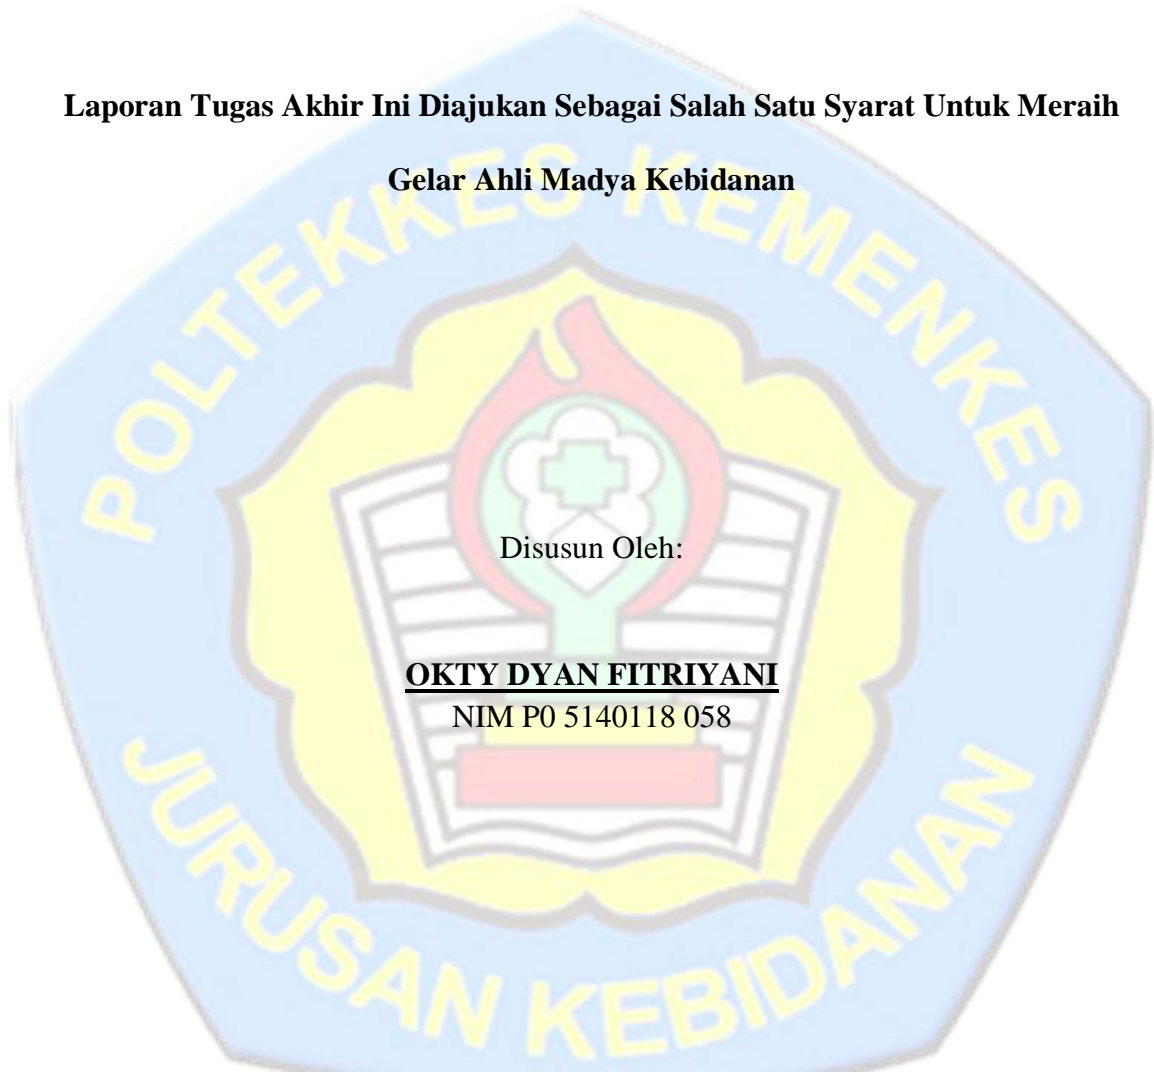 Laporan Tugas Akhir Ini Diajukan Sebagai Salah Satu Syarat Untuk Meraih
Gelar Ahli Madya Kebidanan
POLTEKKES KEMENKES
Disusun Oleh:
OKTY DYAN FITRIYANI
NIM P0 5140118 058
JURUSAN KEBIDANAN